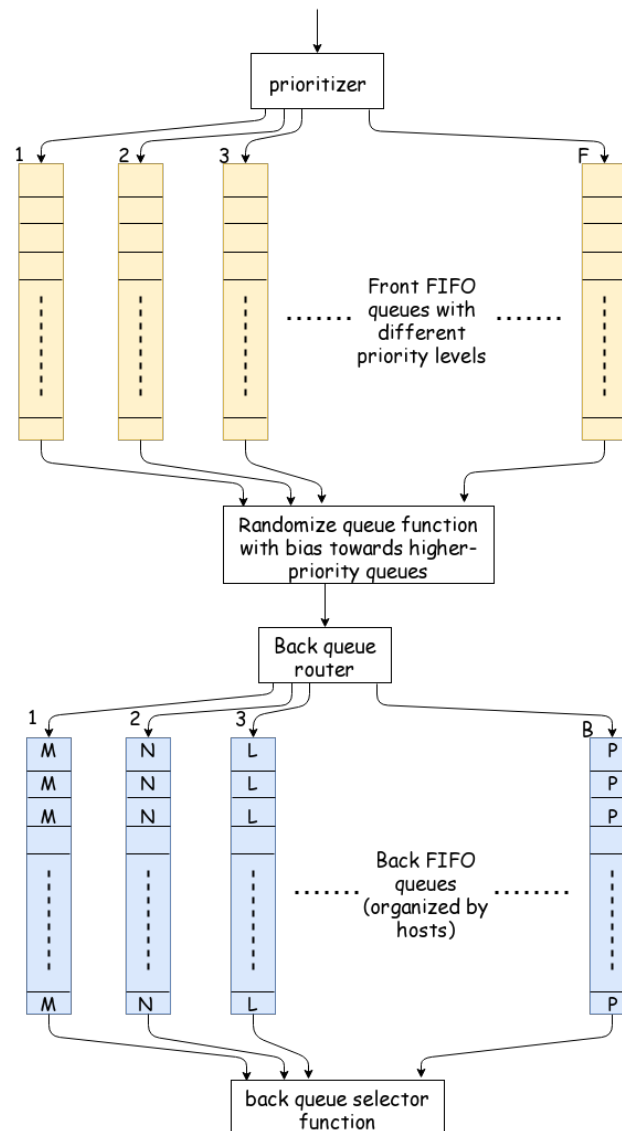 prioritizer
1 2 3 F
Front FIFO
queues with
different
priority levels
Randomize queue function
with bias towards higher-
priority queues
Back queue
router
1 2 3 B
M N L P
M N L P
M N L P
Back FIFO
queues
(organized by
hosts)
M N L P
back queue selector
function